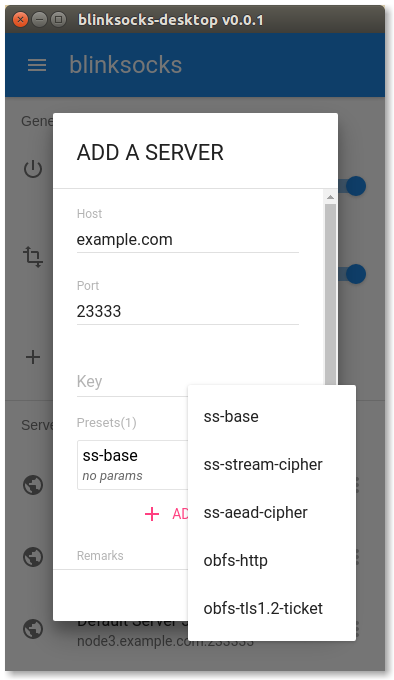 blinksocks-desktop v0.0.1
blinksocks
Gene
ADD A SERVER
Host
example.com
Port
23333
Key
Presets(1)
ss-base
no params
AD
Remarks
ss-base
ss-stream-cipher
ss-aead-cipher
obfs-http
obfs-tls1.2-ticket
Serve
Default Server
node3.example.com:233333